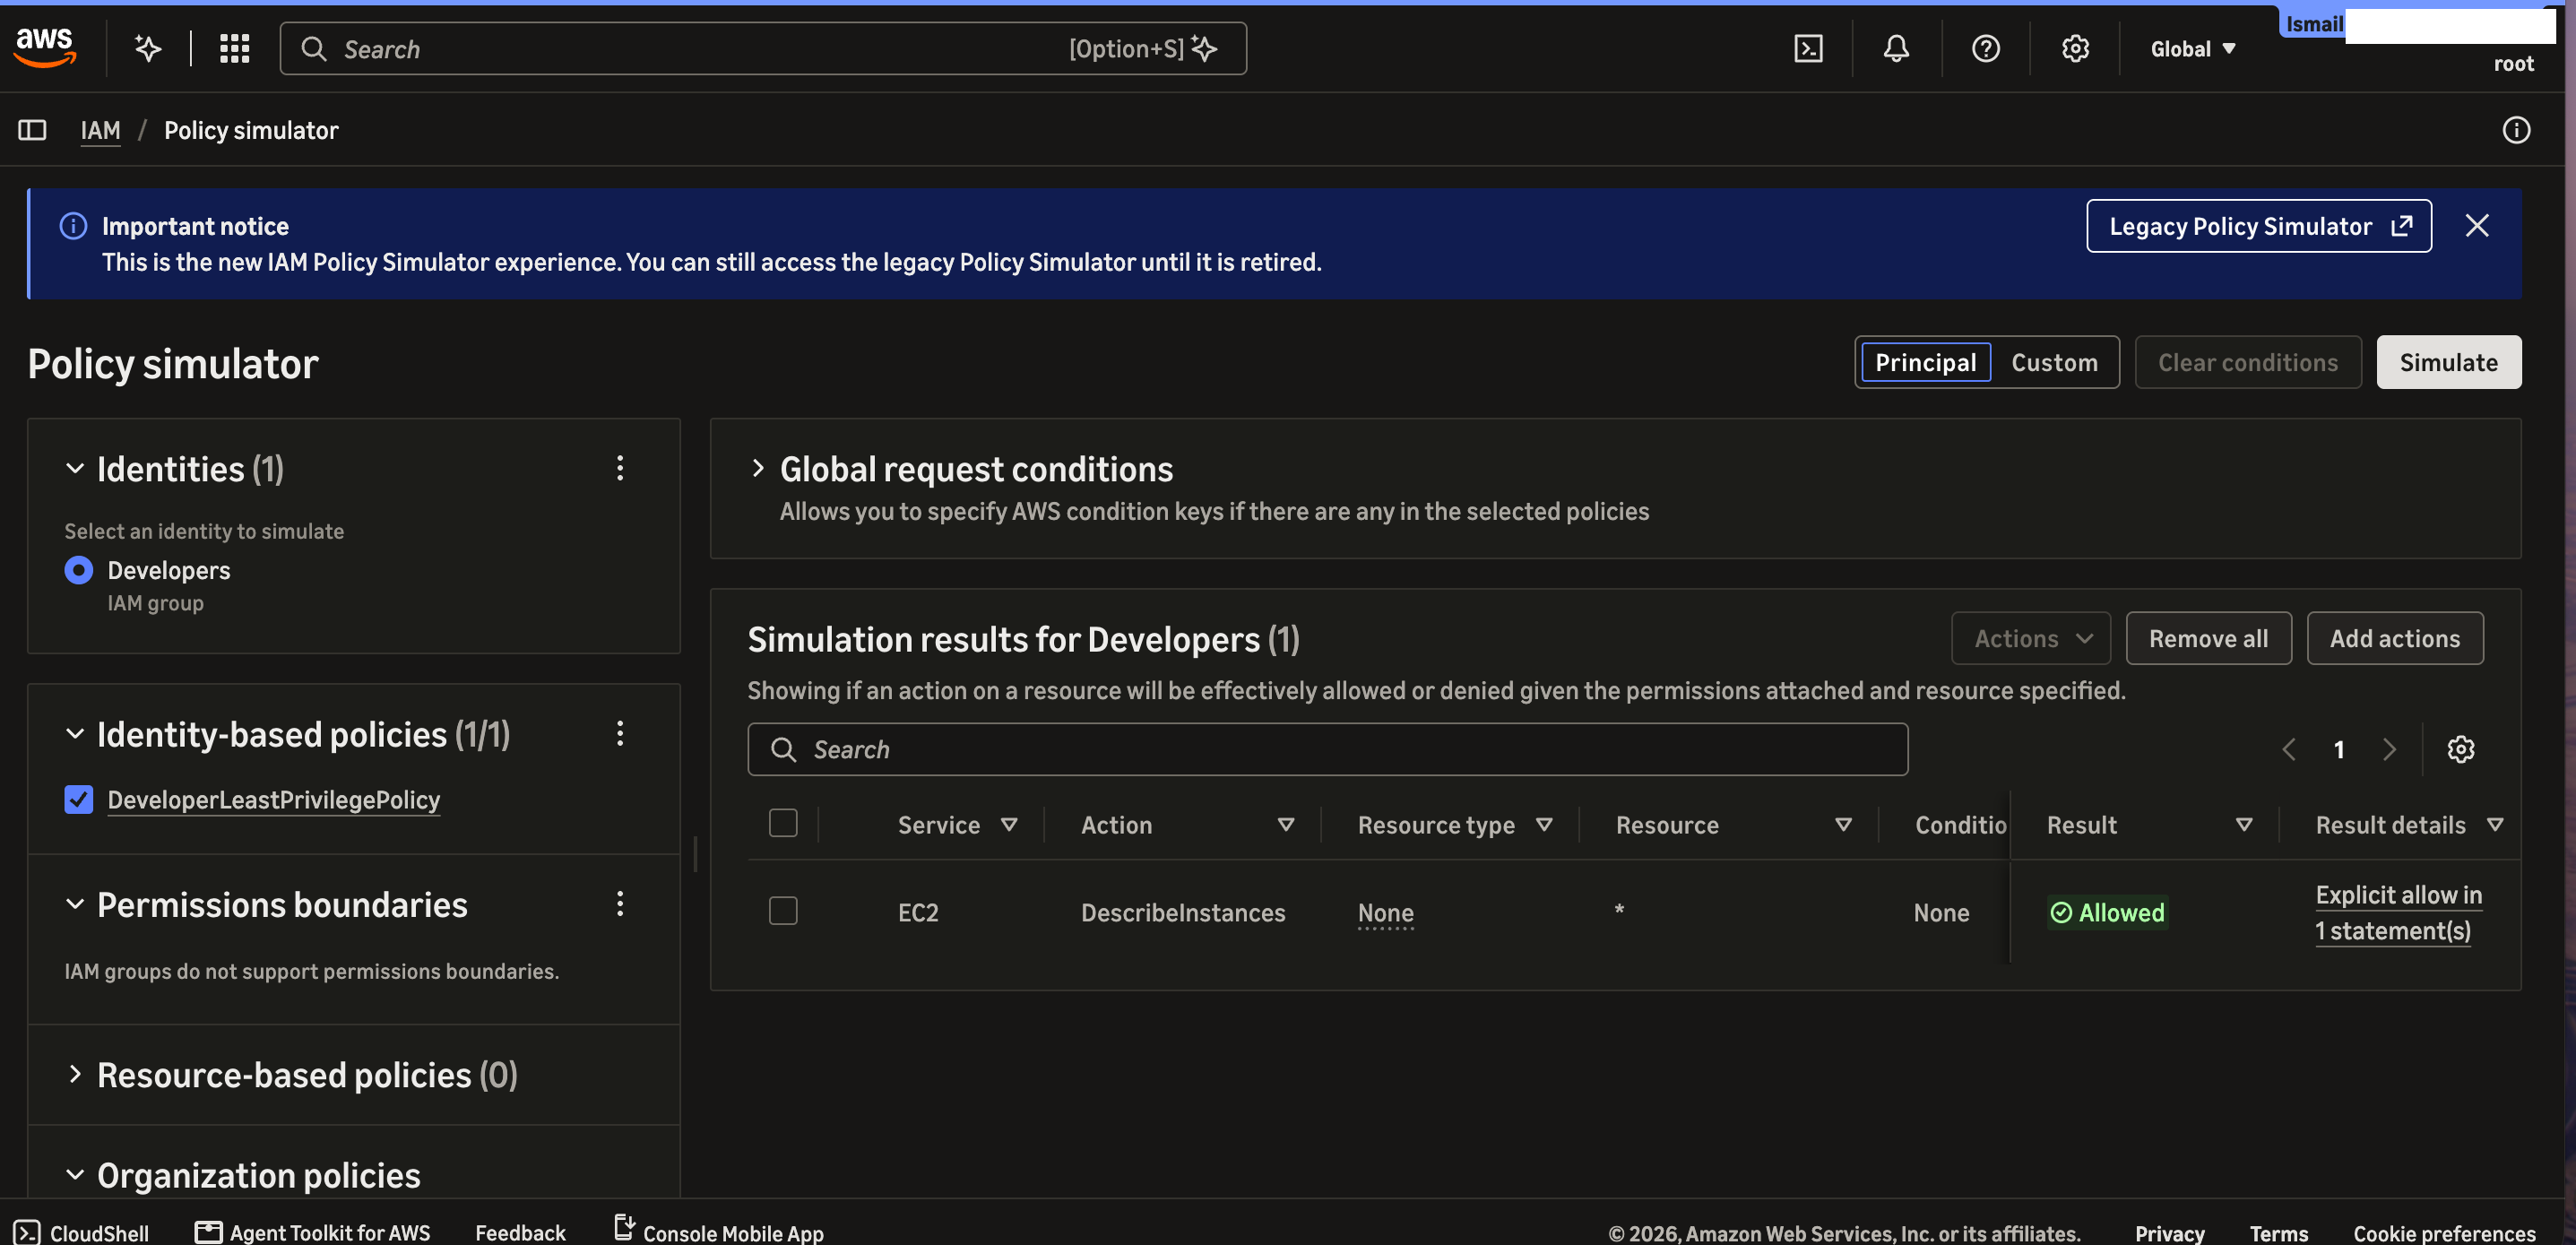 aws
Search
[Option+S]
Global
Ismail
root
IAM / Policy simulator
Important notice
This is the new IAM Policy Simulator experience. You can still access the legacy Policy Simulator until it is retired.
Legacy Policy Simulator
Policy simulator
Principal
Custom
Clear conditions
Simulate
Identities (1)
Select an identity to simulate
Developers
IAM group
Identity-based policies (1/1)
DeveloperLeastPrivilegePolicy
Permissions boundaries
IAM groups do not support permissions boundaries.
Resource-based policies (0)
Organization policies
Global request conditions
Allows you to specify AWS condition keys if there are any in the selected policies
Simulation results for Developers (1)
Actions
Remove all
Add actions
Showing if an action on a resource will be effectively allowed or denied given the permissions attached and resource specified.
Search
1
Service
Action
Resource type
Resource
Conditio
Result
Result details
EC2
DescribeInstances
None
*
None
Allowed
Explicit allow in
1 statement(s)
CloudShell
Agent Toolkit for AWS
Feedback
Console Mobile App
© 2026, Amazon Web Services, Inc. or its affiliates.
Privacy
Terms
Cookie preferences